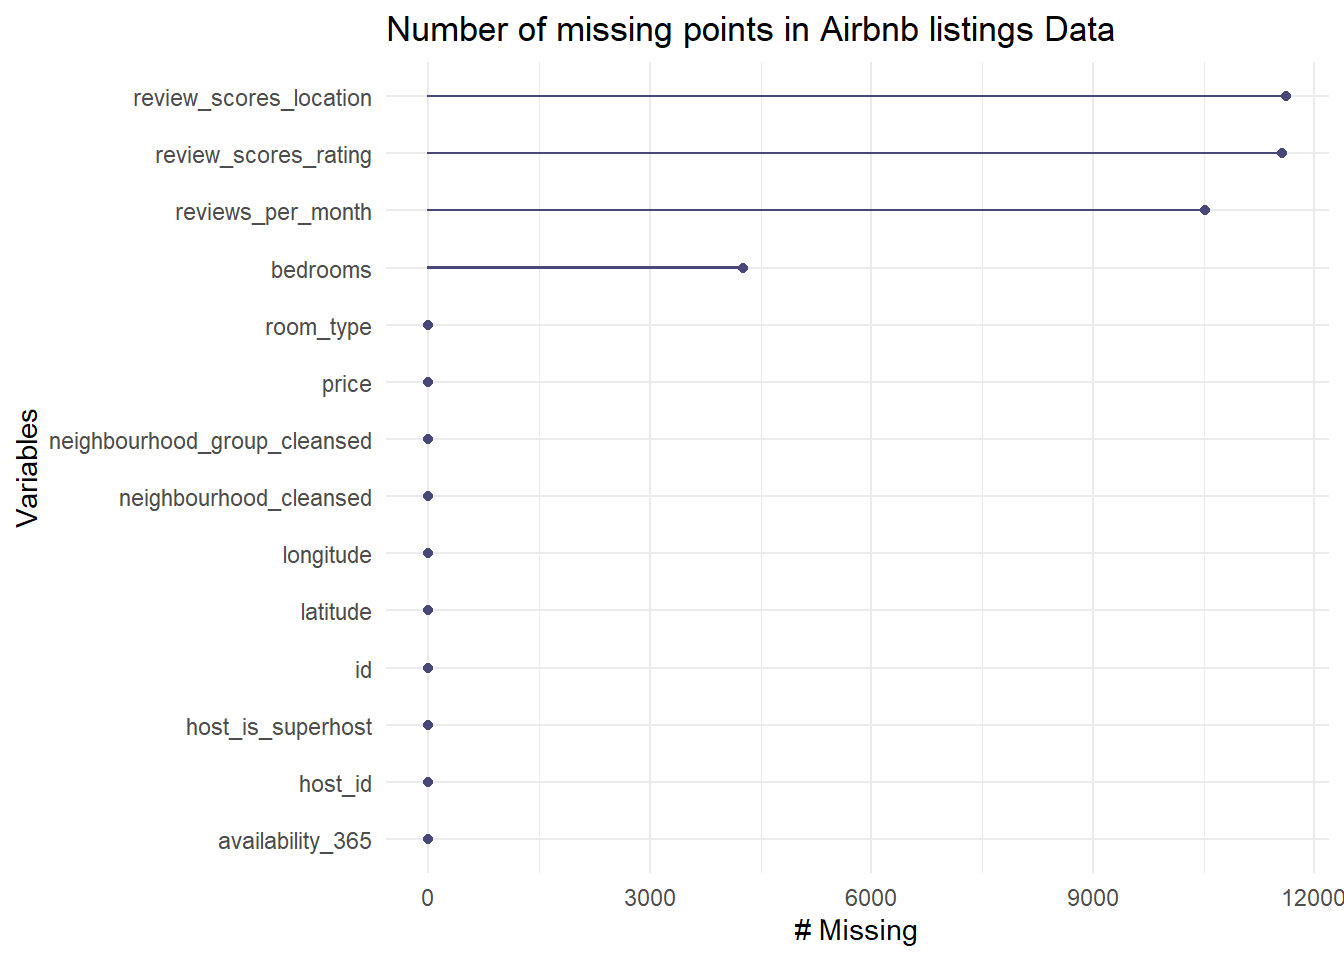 Number of missing points in Airbnb listings Data
review_scores_location
review_scores_rating
reviews_per_month
bedrooms
room_type
price
neighbourhood_group_cleansed
neighbourhood_cleansed
longitude
latitude
id
host_is_superhost
host_id
availability_365
Variables
0 3000 6000 9000 12000
# Missing